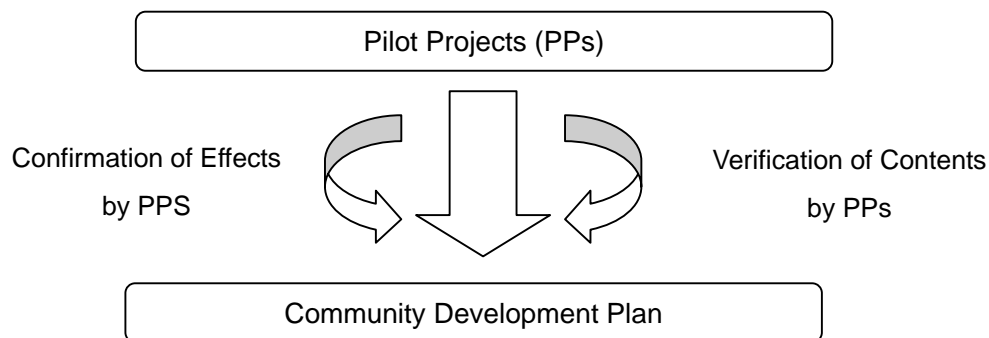 Pilot Projects (PPs)
Confirmation of Effects
by PPS
Verification of Contents
by PPs
Community Development Plan